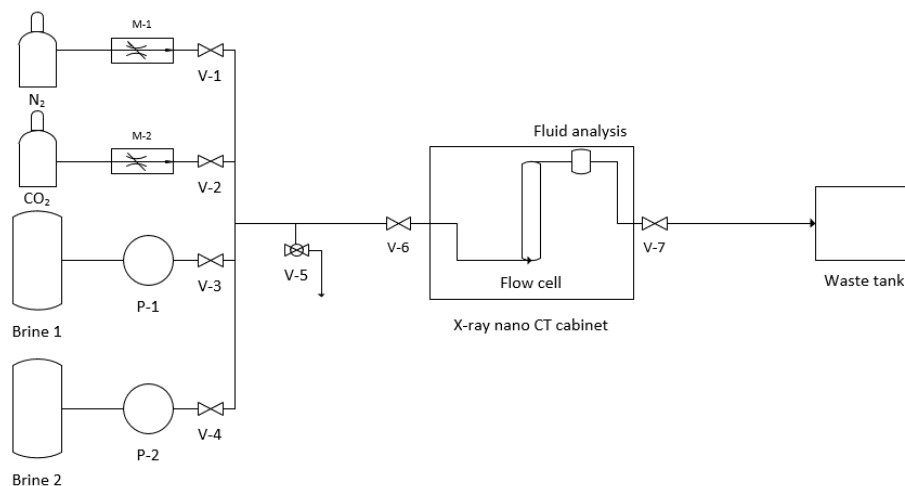 M-1
V-1
N₂
Fluid analysis
M-2
V-2
CO₂
V-6
V-7
V-5
V-3
Flow cell
Waste tank
P-1
Brine 1
X-ray nano CT cabinet
V-4
P-2
Brine 2